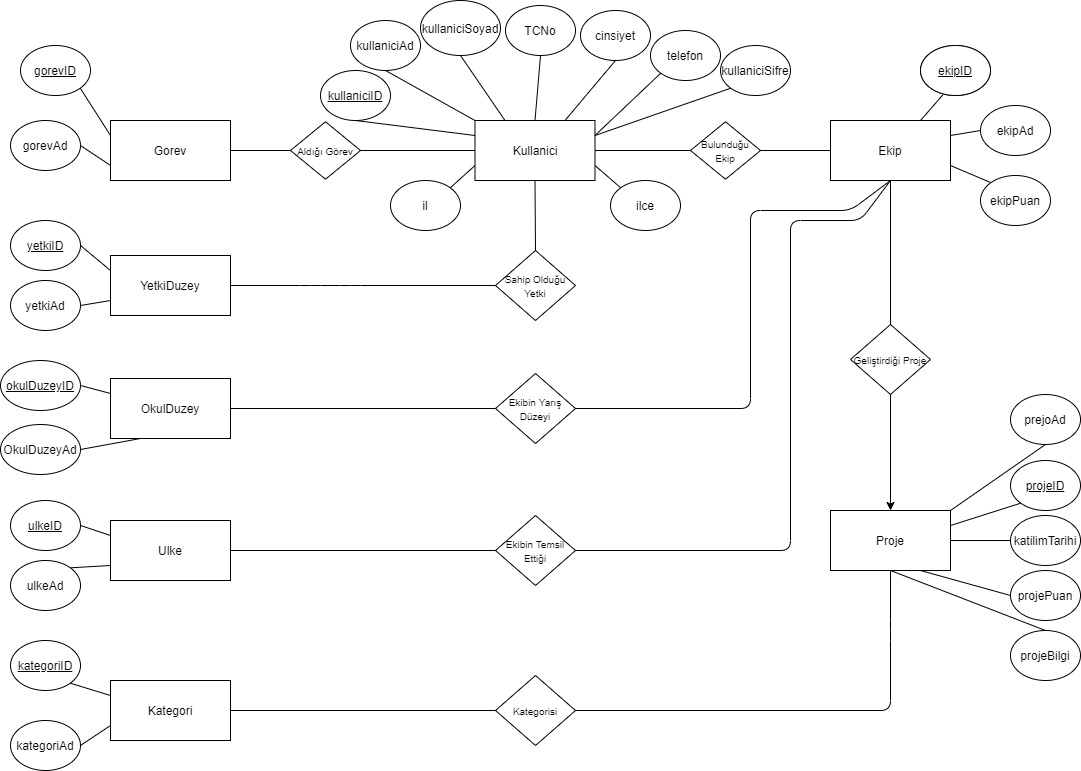 kullaniciSoyad
TCNo
cinsiyet
kullaniciAd
telefon
gorevID
kullaniciSifre
ekipID
kullaniciID
ekipAd
gorevAd
Gorev
Aldığı Görev
Kullanici
Bulunduğu
Ekip
Ekip
ekipPuan
il
ilce
yetkiID
YetkiDuzey
Sahip Olduğu
Yetki
yetkiAd
Geliştirdiği Proje
okulDuzeyID
OkulDuzey
Ekibin Yarış
Düzeyi
OkulDuzeyAd
prejoAd
projeID
ulkeID
Ulke
Ekibin Temsil
Ettiği
Proje
katilimTarihi
ulkeAd
projePuan
projeBilgi
kategoriID
Kategori
Kategorisi
kategoriAd